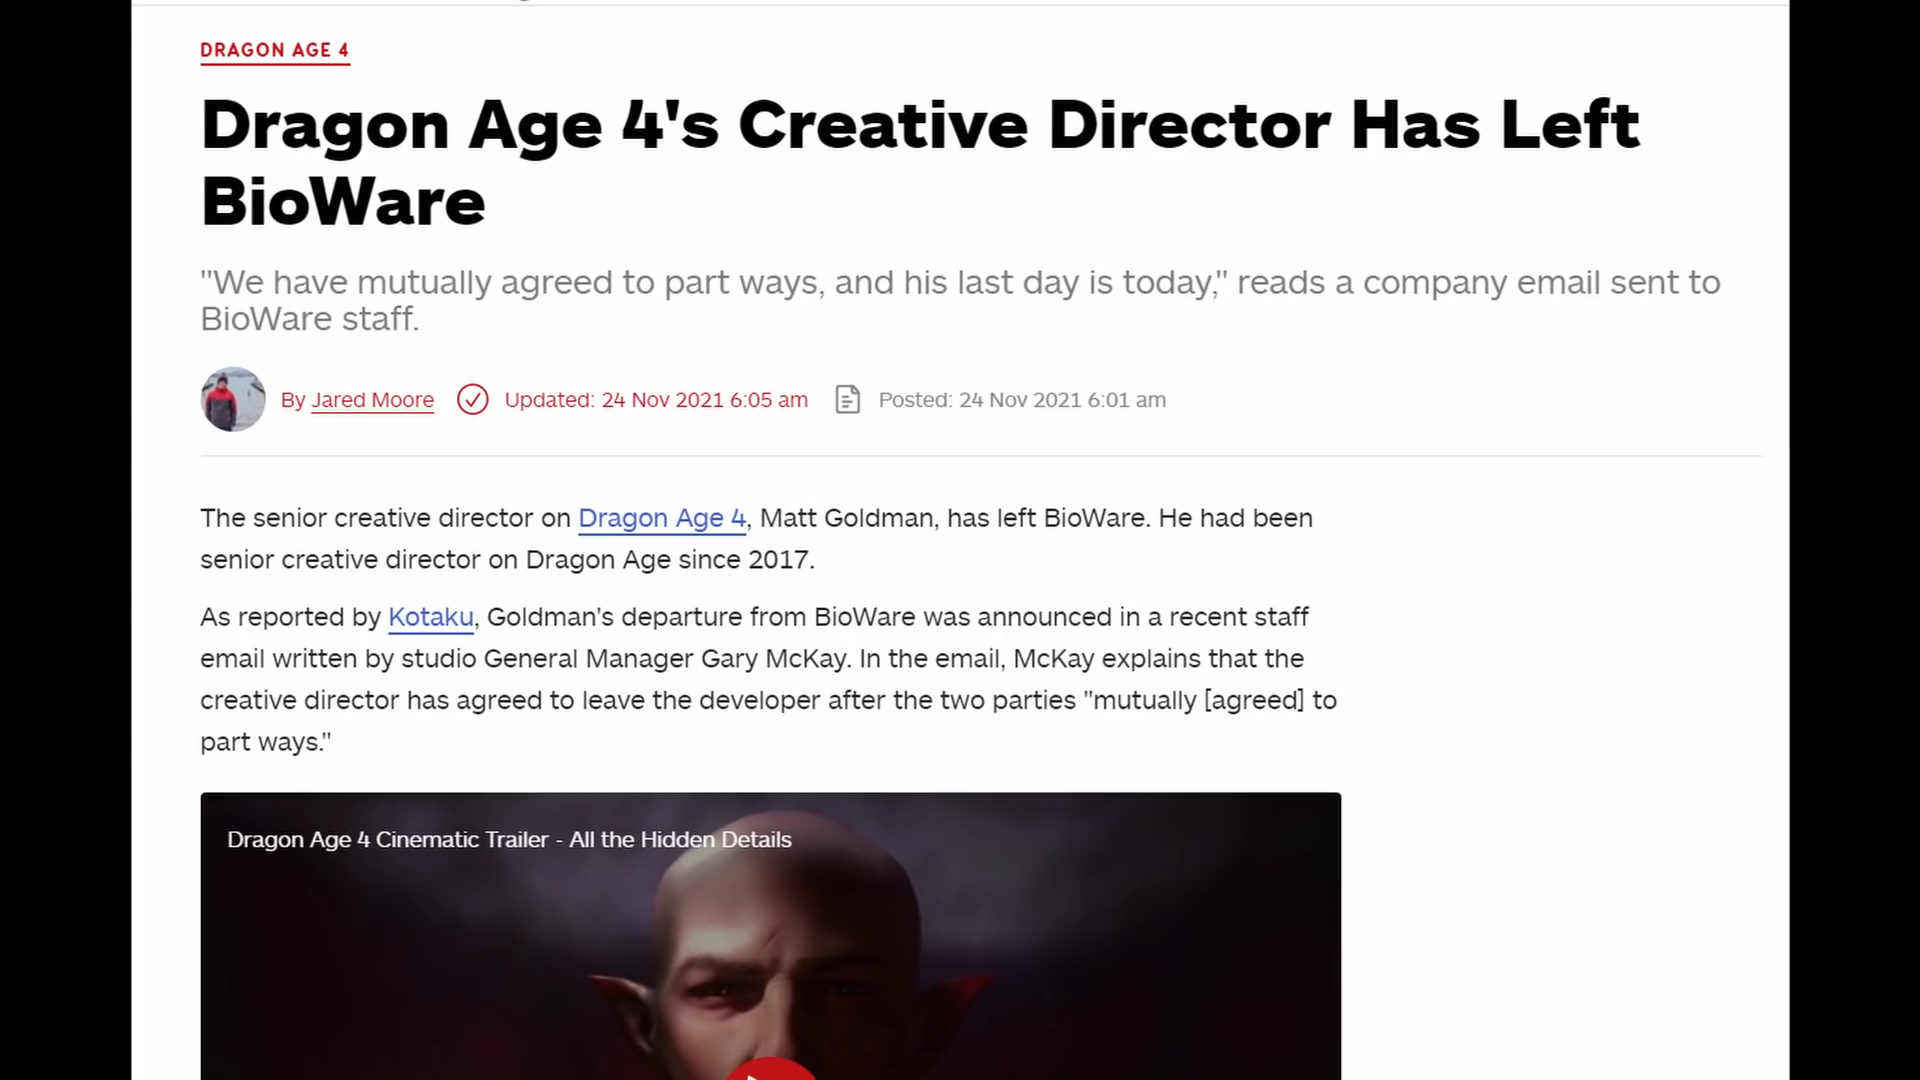 DRAGON AGE 4
Dragon Age 4's Creative Director Has Left
BioWare
"We have mutually agreed to part ways, and his last day is today," reads a company email sent to
BioWare staff.
By Jared Moore Updated: 24 Nov 2021 6:05 am Posted: 24 Nov 2021 6:01 am
The senior creative director on Dragon Age 4, Matt Goldman, has left BioWare. He had been
senior creative director on Dragon Age since 2017.
As reported by Kotaku, Goldman's departure from BioWare was announced in a recent staff
email written by studio General Manager Gary McKay. In the email, McKay explains that the
creative director has agreed to leave the developer after the two parties "mutually [agreed] to
part ways."
Dragon Age 4 Cinematic Trailer - All the Hidden Details